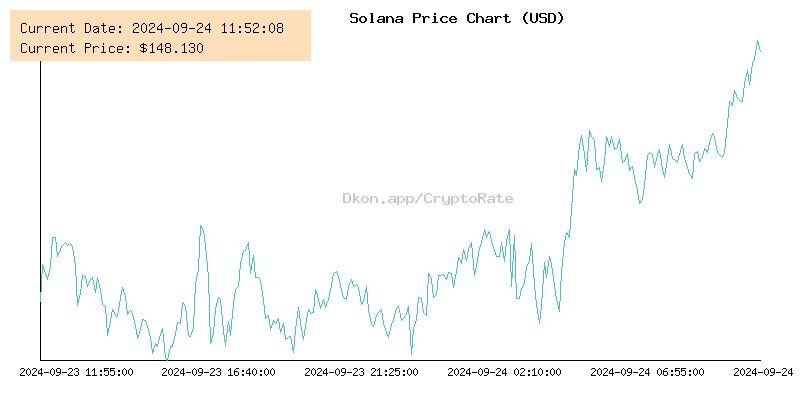 Solana Price Chart (USD)
Current Date: 2024-09-24 11:52:08
Current Price: $148.130
Dkon.app/CryptoRate
2024-09-23 11:55:00 2024-09-23 16:40:00 2024-09-23 21:25:00 2024-09-24 02:10:00 2024-09-24 06:55:00 2024-09-24